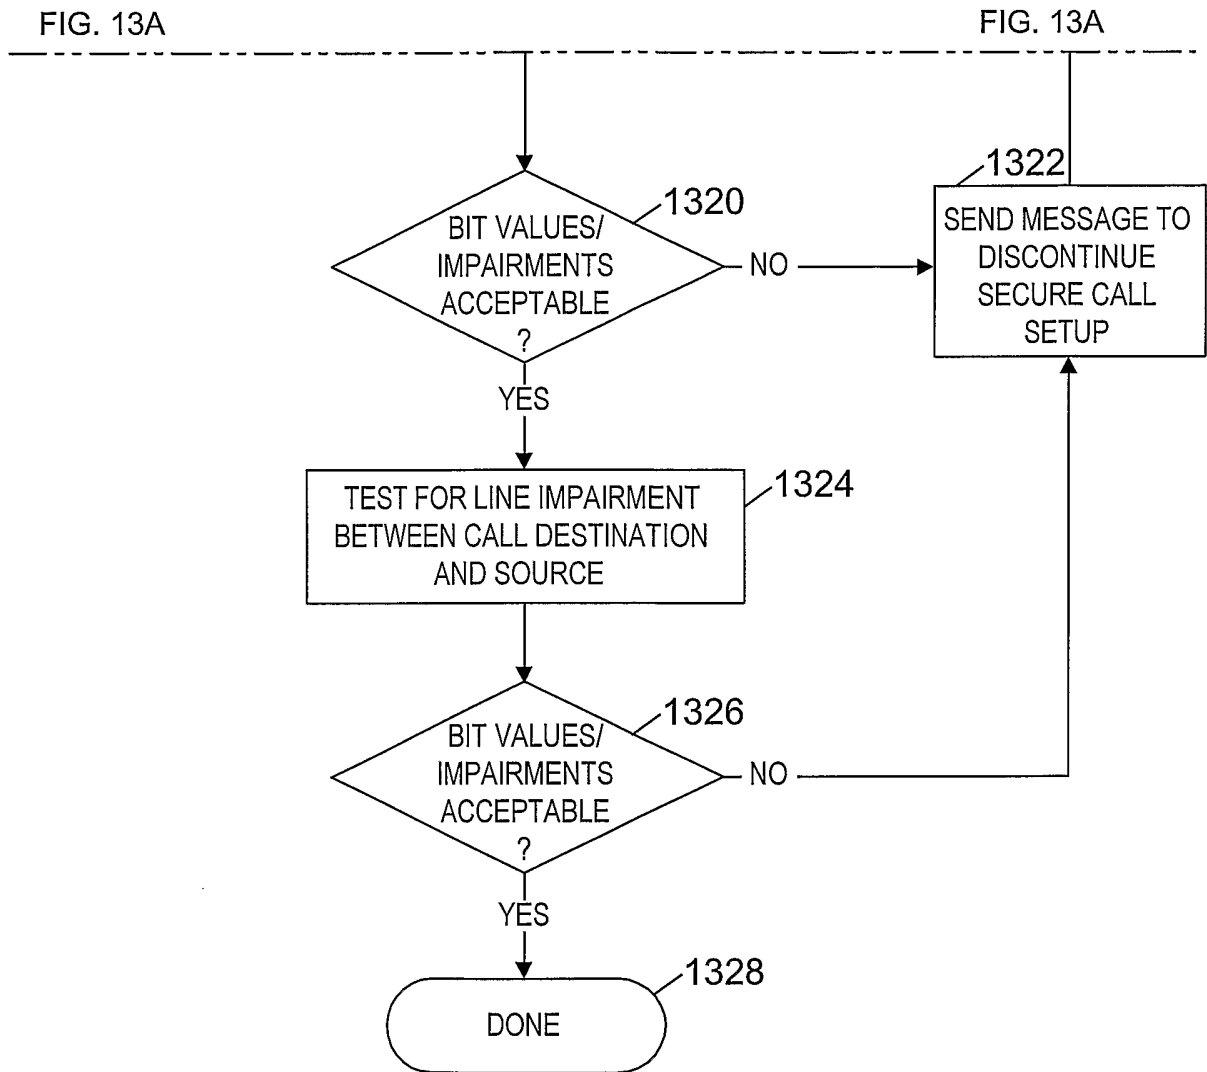 FIG. 13A
FIG. 13A
1320
BIT VALUES/
IMPAIRMENTS
ACCEPTABLE
?
NO
1322
SEND MESSAGE TO
DISCONTINUE
SECURE CALL
SETUP
YES
1324
TEST FOR LINE IMPAIRMENT
BETWEEN CALL DESTINATION
AND SOURCE
1326
BIT VALUES/
IMPAIRMENTS
ACCEPTABLE
?
NO
YES
1328
DONE